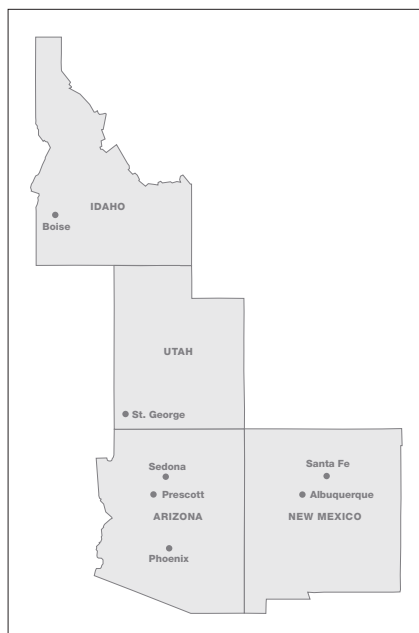 IDAHO
Boise
UTAH
St. George
Sedona
Santa Fe
Prescott
Albuquerque
ARIZONA
NEW MEXICO
Phoenix